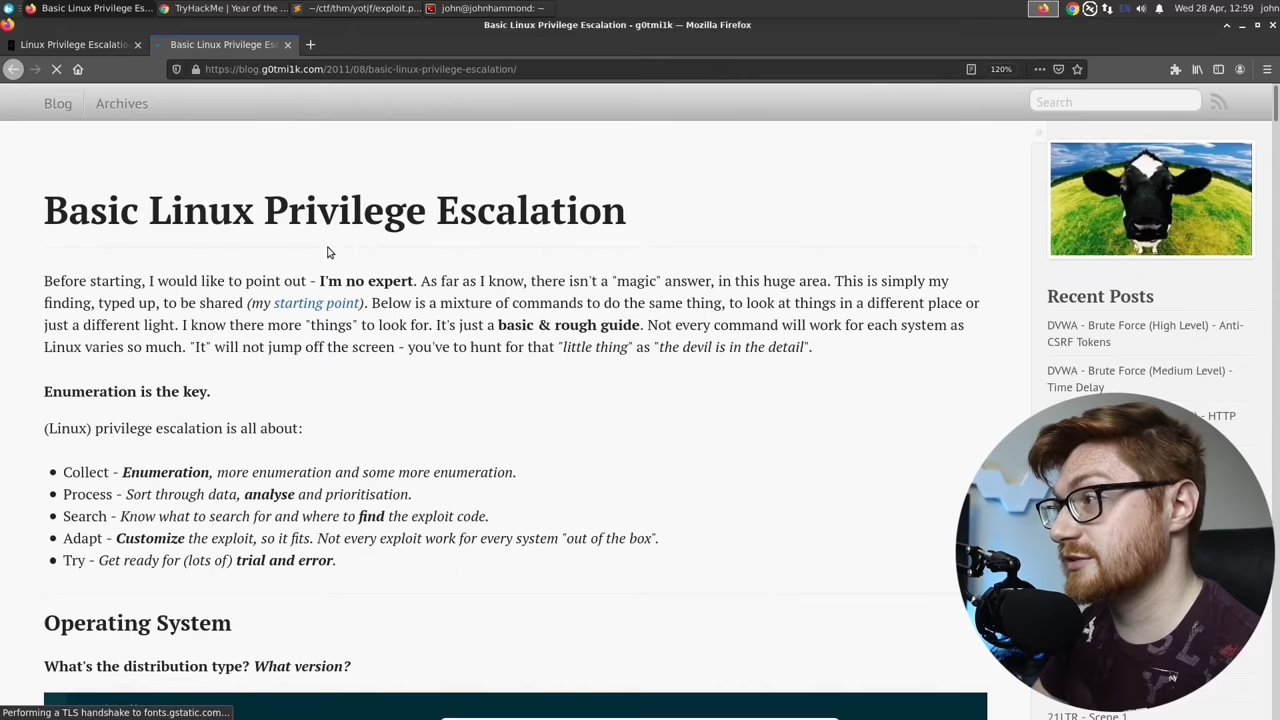 Basic Linux Privilege Es...
TryHackMe | Year of the ...
~/ctf/thm/yotjf/exploit.p...
john@johnhammond: ~
EN
Wed 28 Apr, 12:59
john
Basic Linux Privilege Escalation - g0tmi1k — Mozilla Firefox
Linux Privilege Escalatio
Basic Linux Privilege Es
https://blog.g0tmi1k.com/2011/08/basic-linux-privilege-escalation/
120%
Blog
Archives
Search
Basic Linux Privilege Escalation
Before starting, I would like to point out - I'm no expert. As far as I know, there isn't a "magic" answer, in this huge area. This is simply my
finding, typed up, to be shared (my starting point). Below is a mixture of commands to do the same thing, to look at things in a different place or
just a different light. I know there more "things" to look for. It's just a basic & rough guide. Not every command will work for each system as
Linux varies so much. "It" will not jump off the screen - you've to hunt for that "little thing" as "the devil is in the detail".
Enumeration is the key.
(Linux) privilege escalation is all about:
Collect - Enumeration, more enumeration and some more enumeration.
Process - Sort through data, analyse and prioritisation.
Search - Know what to search for and where to find the exploit code.
Adapt - Customize the exploit, so it fits. Not every exploit work for every system "out of the box".
Try - Get ready for (lots of) trial and error.
Operating System
What's the distribution type? What version?
Recent Posts
DVWA - Brute Force (High Level) - Anti-
CSRF Tokens
DVWA - Brute Force (Medium Level) -
Time Delay
HTTP
21LTR - Scene 1
Performing a TLS handshake to fonts.gstatic.com...